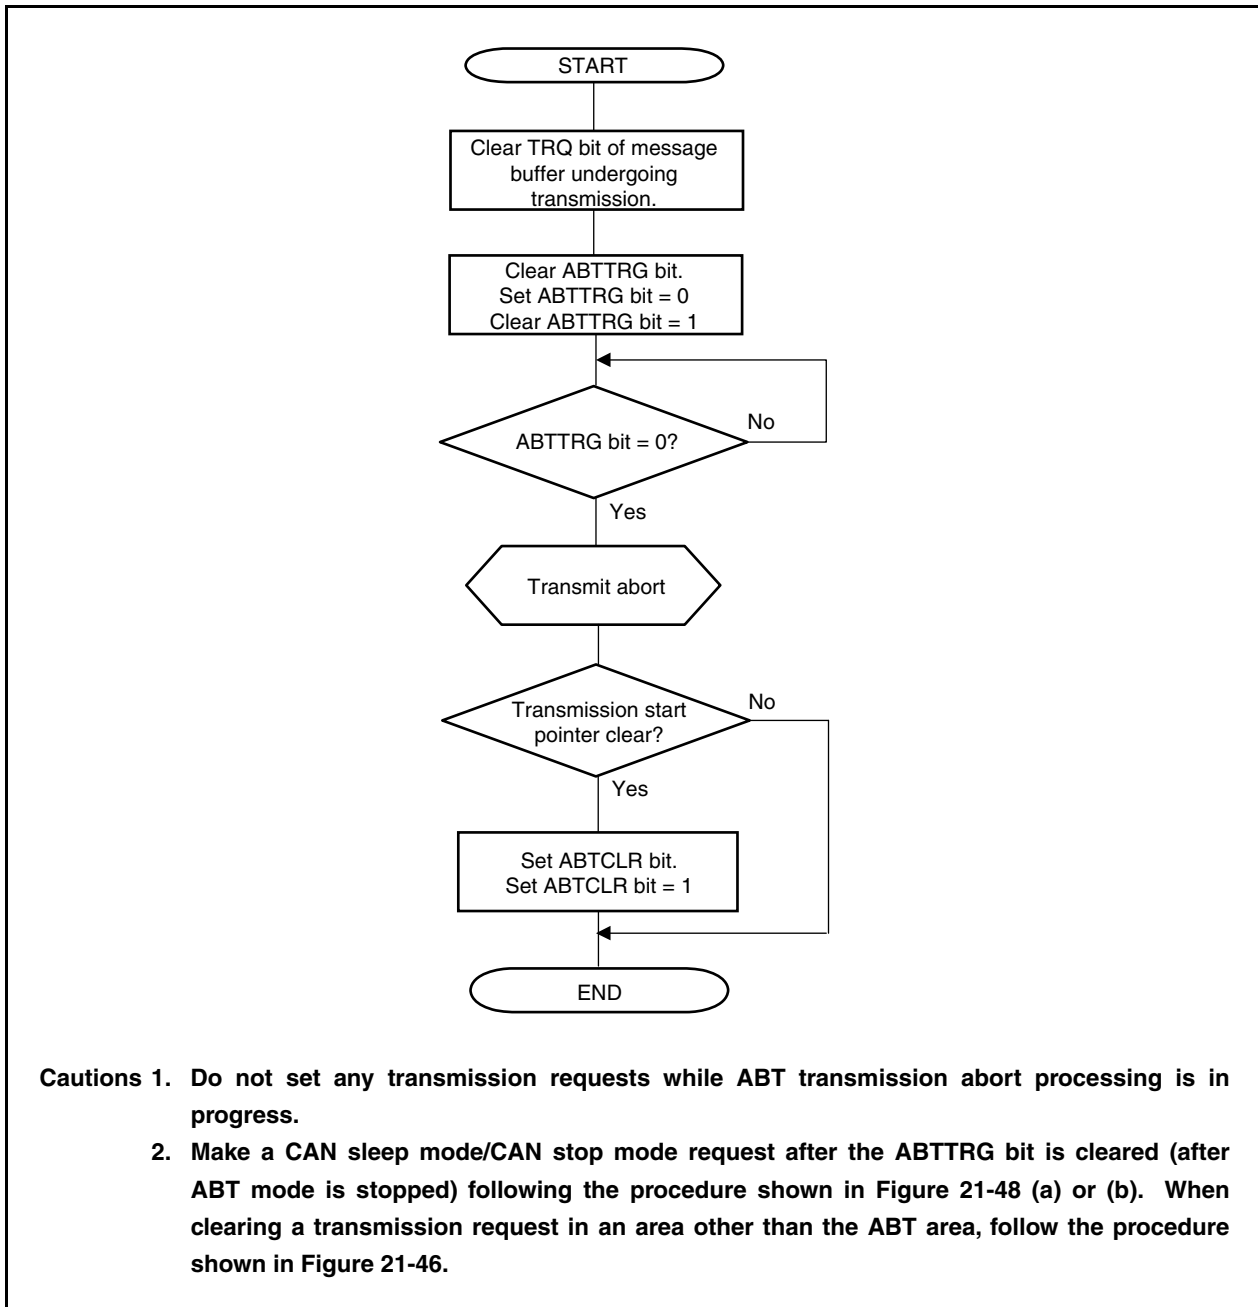 START
Clear TRQ bit of message
buffer undergoing
transmission.
Clear ABTTRG bit.
Set ABTTRG bit = 0
Clear ABTTRG bit = 1
No
ABTTRG bit = 0?
Yes
Transmit abort
No
Transmission start
pointer clear?
Yes
Set ABTCLR bit.
Set ABTCLR bit = 1
END
Cautions 1. Do not set any transmission requests while ABT transmission abort processing is in
progress.
2. Make a CAN sleep mode/CAN stop mode request after the ABTTRG bit is cleared (after
ABT mode is stopped) following the procedure shown in Figure 21-48 (a) or (b). When
clearing a transmission request in an area other than the ABT area, follow the procedure
shown in Figure 21-46.